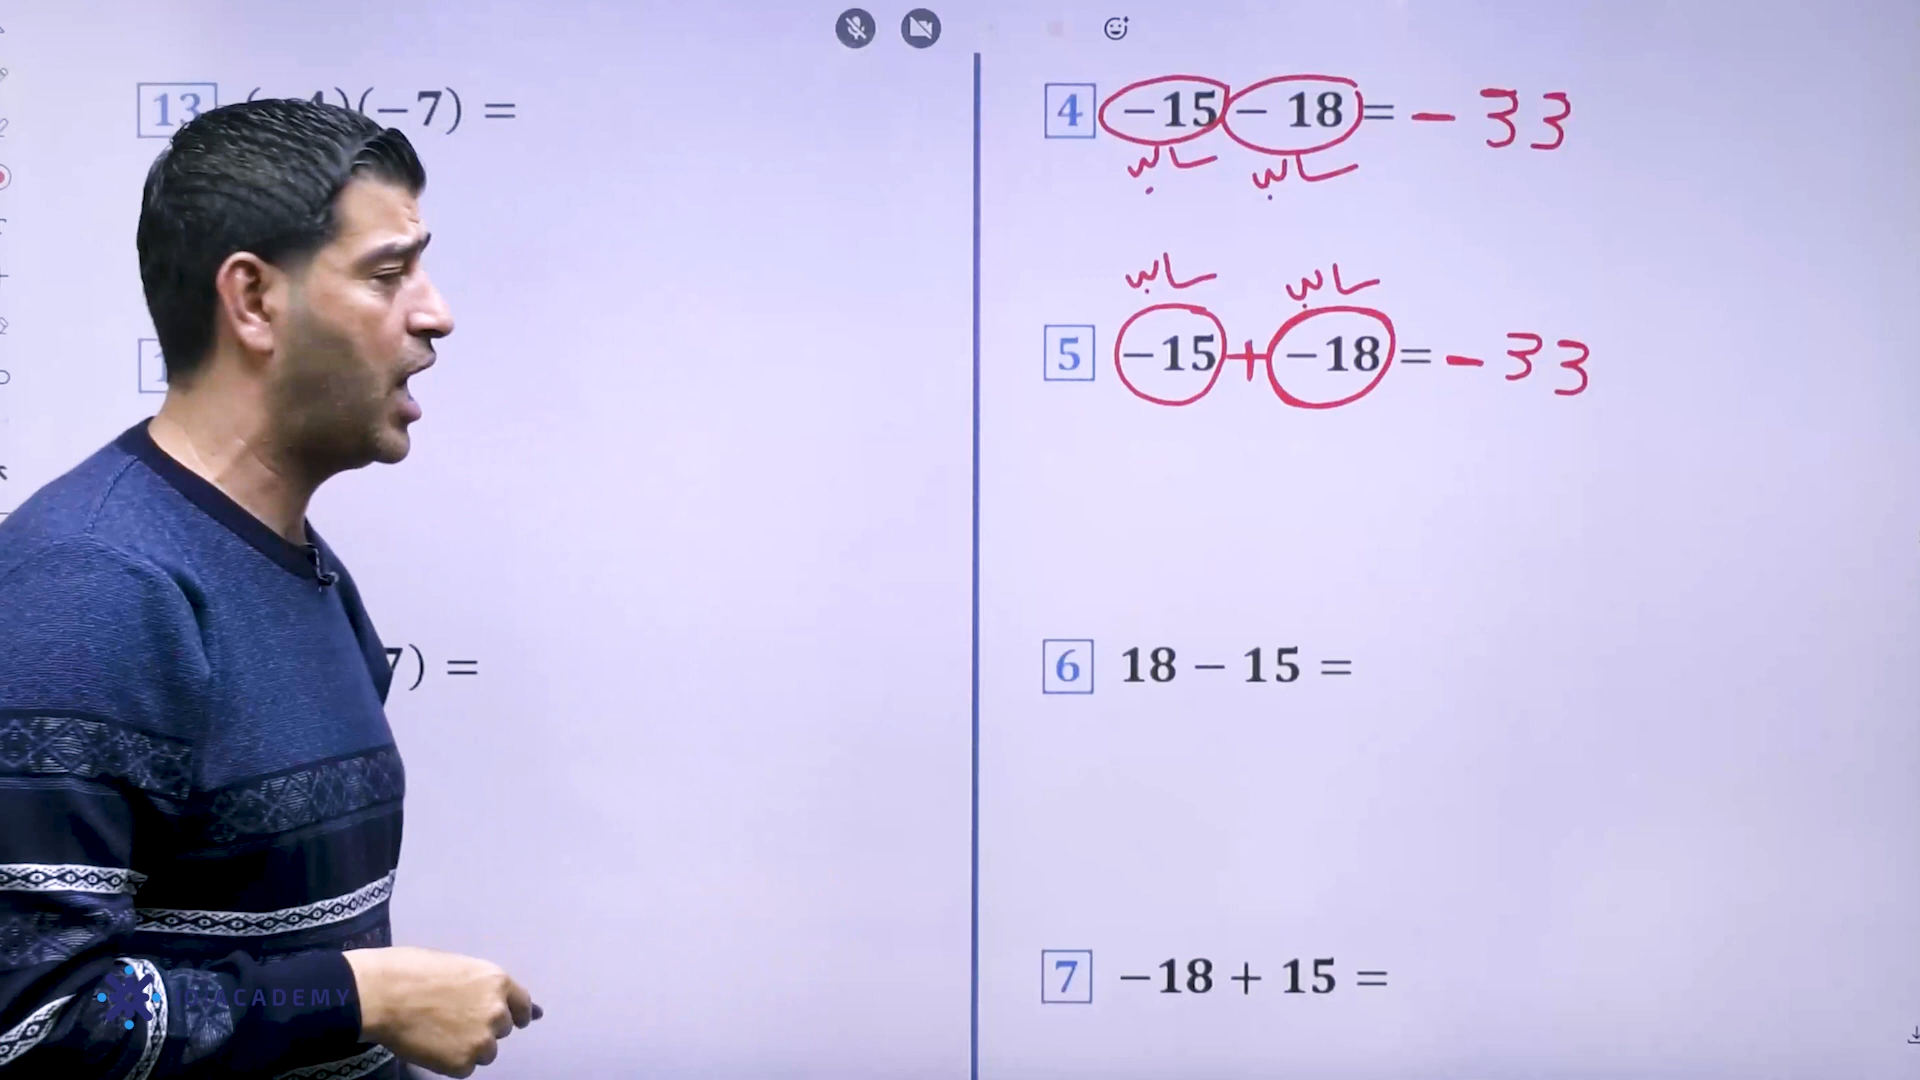 13 (−4)(−7) =
7) =
4 −15 − 18 = − 33
سالب سالب
سالب سالب
5 −15 + −18 = − 33
6 18 − 15 =
7 −18 + 15 =
ACADEMY